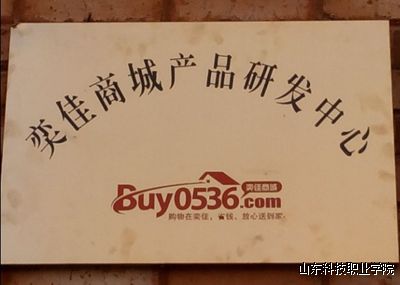 奕佳商城产品研发中心
奕佳商城
Buy0536.com
购物在奕佳，省钱、放心送到家
山东科技职业学院